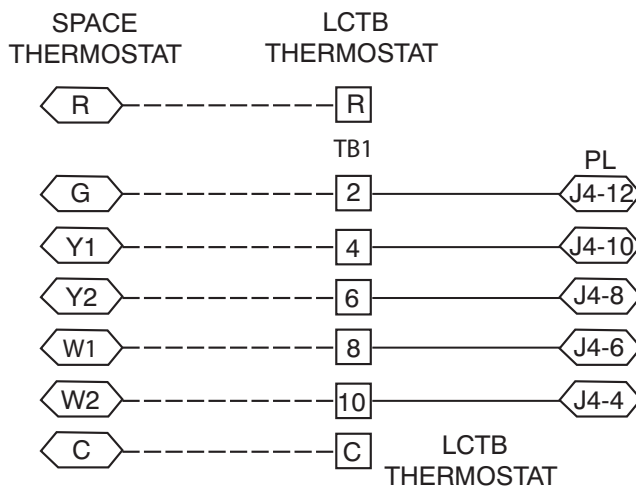 SPACE THERMOSTAT
LCTB THERMOSTAT
R R
TB1
PL
G 2 J4-12
Y1 4 J4-10
Y2 6 J4-8
W1 8 J4-6
W2 10 J4-4
C C
LCTB
THERMOSTAT